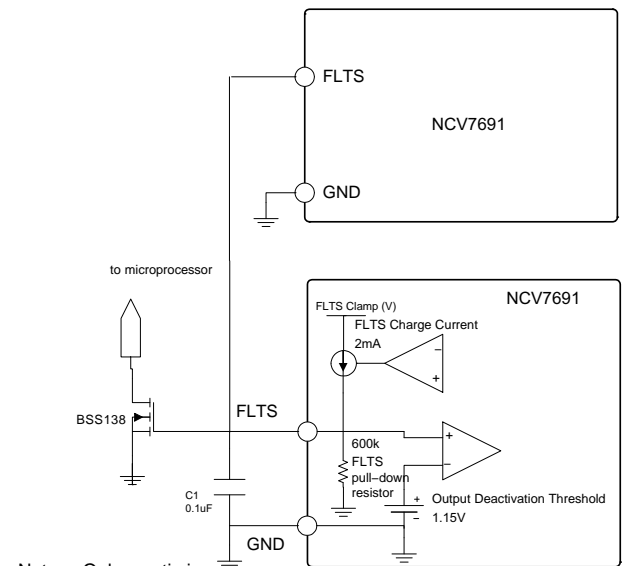 FLTS
NCV7691
GND
to microprocessor
NCV7691
FLTS Clamp (V)
FLTS Charge Current
2mA
−
+
BSS138
FLTS
+
600k
FLTS
pull−down
resistor
−
C1
0.1uF
+ Output Deactivation Threshold
− 1.15V
GND